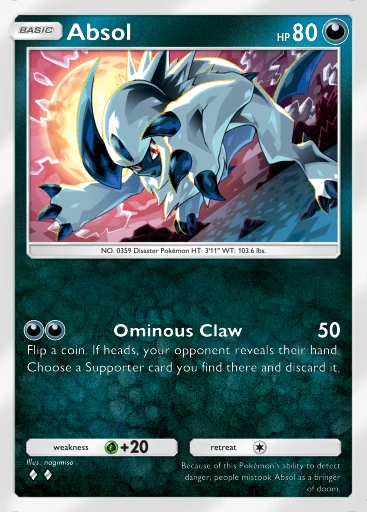 BASIC Absol HP 80
NO. 0359 Disaster Pokémon HT: 3'11" WT: 103.6 lbs.
Ominous Claw 50
Flip a coin. If heads, your opponent reveals their hand.
Choose a Supporter card you find there and discard it.
weakness +20 retreat
Illus. nagimiso
Because of this Pokémon's ability to detect
danger, people mistook Absol as a bringer
of doom.